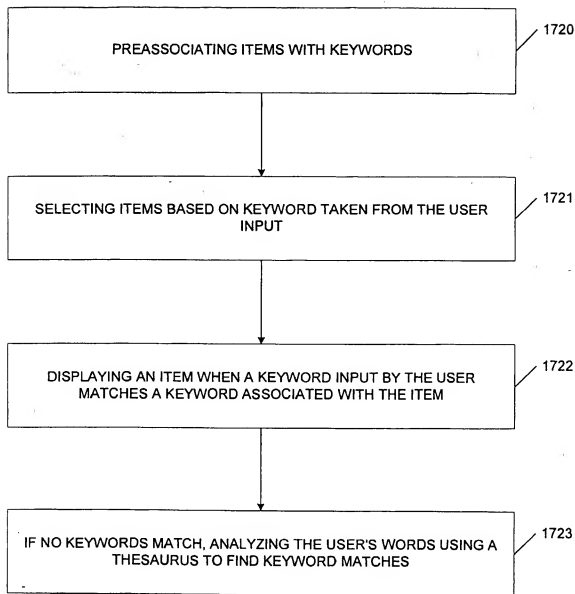 PREASSOCIATING ITEMS WITH KEYWORDS
1720
SELECTING ITEMS BASED ON KEYWORD TAKEN FROM THE USER
INPUT
1721
DISPLAYING AN ITEM WHEN A KEYWORD INPUT BY THE USER
MATCHES A KEYWORD ASSOCIATED WITH THE ITEM
1722
IF NO KEYWORDS MATCH, ANALYZING THE USER'S WORDS USING A
THESAURUS TO FIND KEYWORD MATCHES
1723